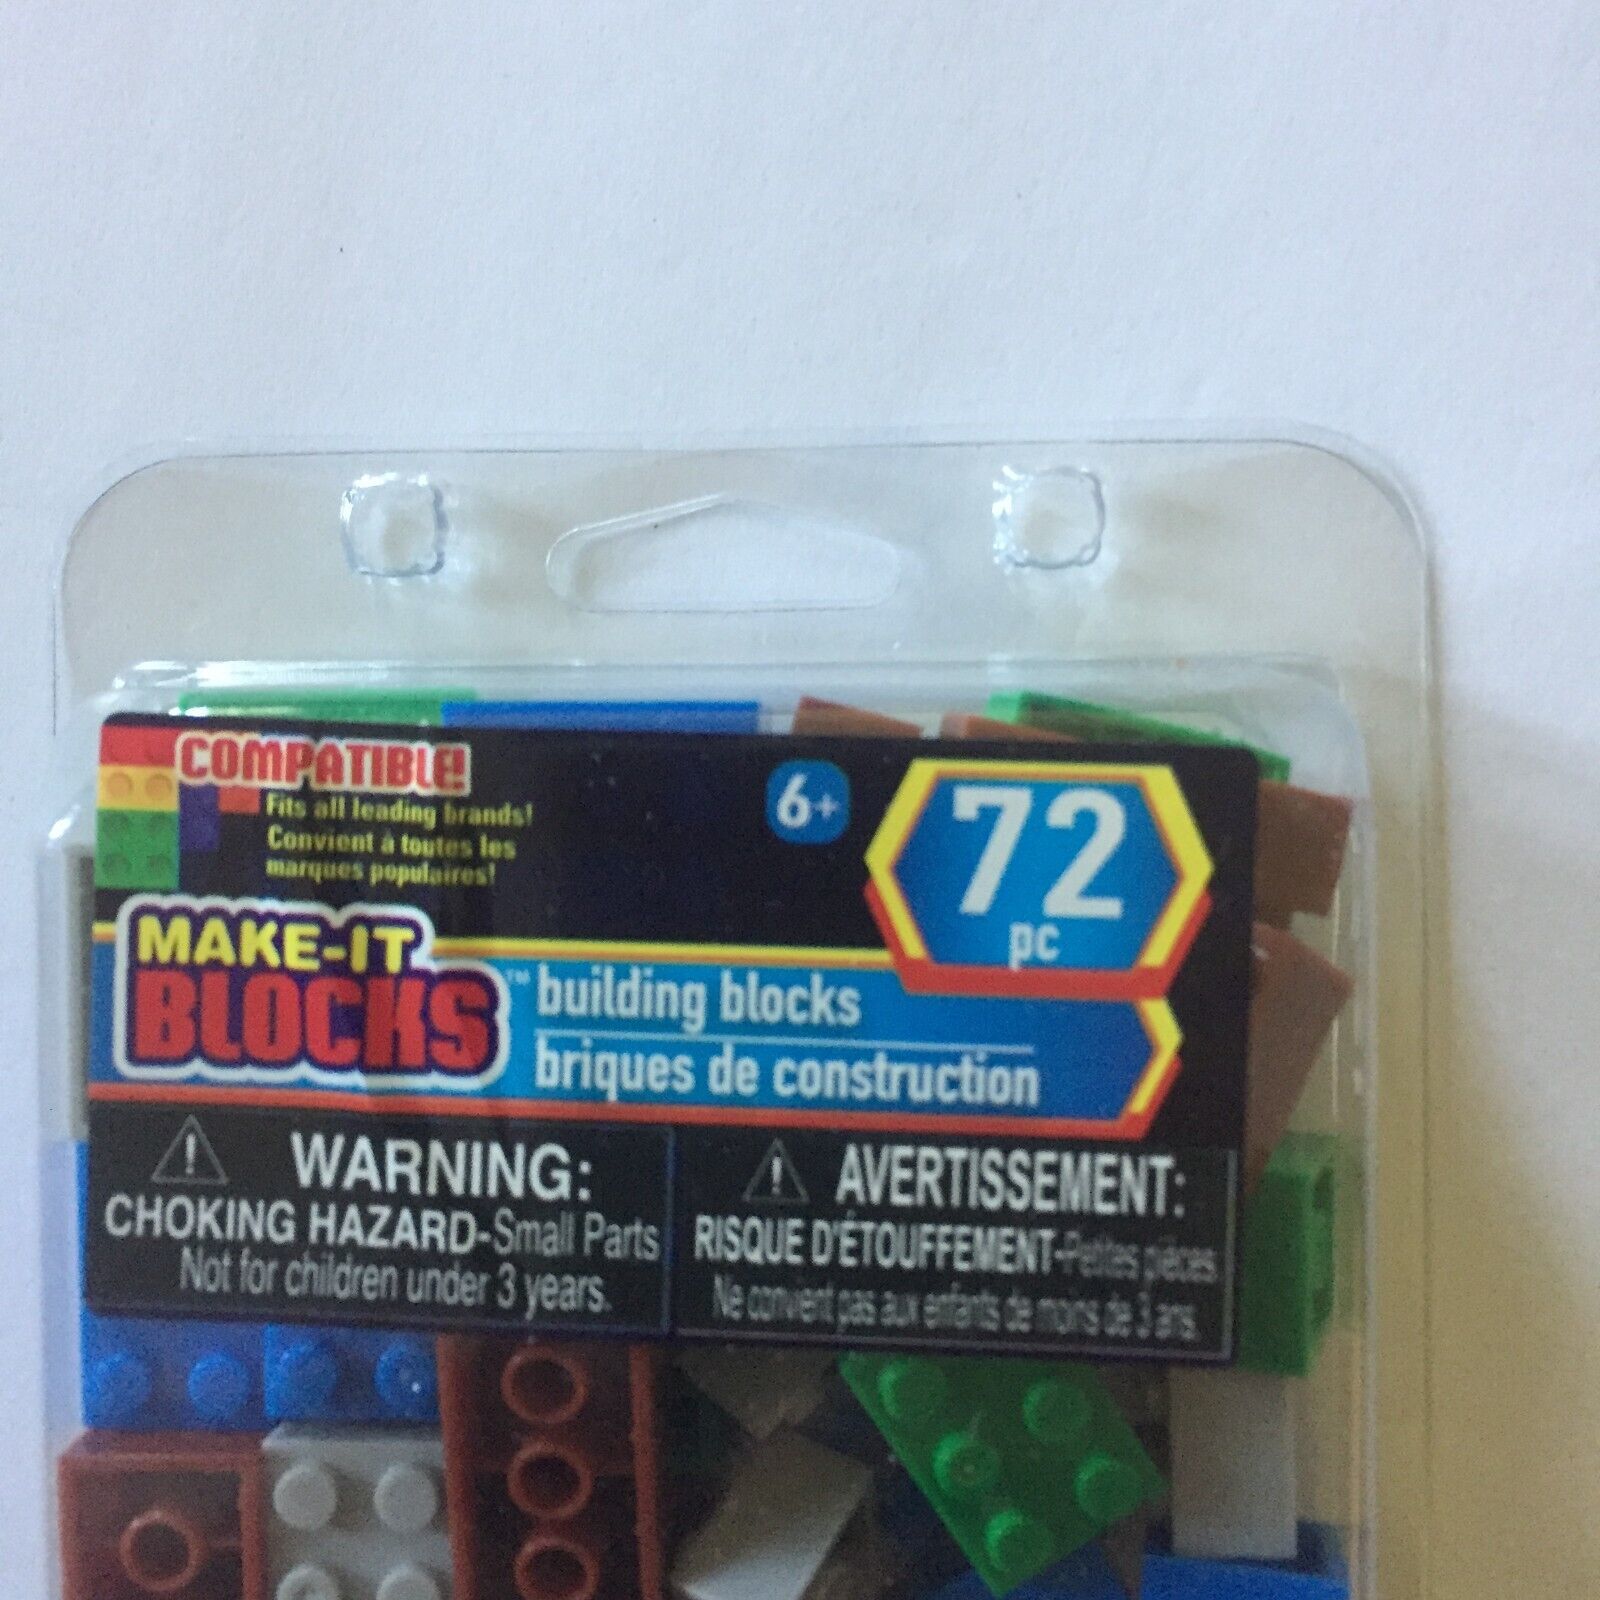 COMPATIBLE!
Fits all leading brands!
Convient à toutes les
marques populaires!
6+
72
pc
MAKE-IT
BLOCKS™
building blocks
briques de construction
WARNING:
CHOKING HAZARD-Small Parts
Not for children under 3 years.
AVERTISSEMENT:
RISQUE D'ÉTOUFFEMENT-Petites pièces
Ne convient pas aux enfants de moins de 3 ans.